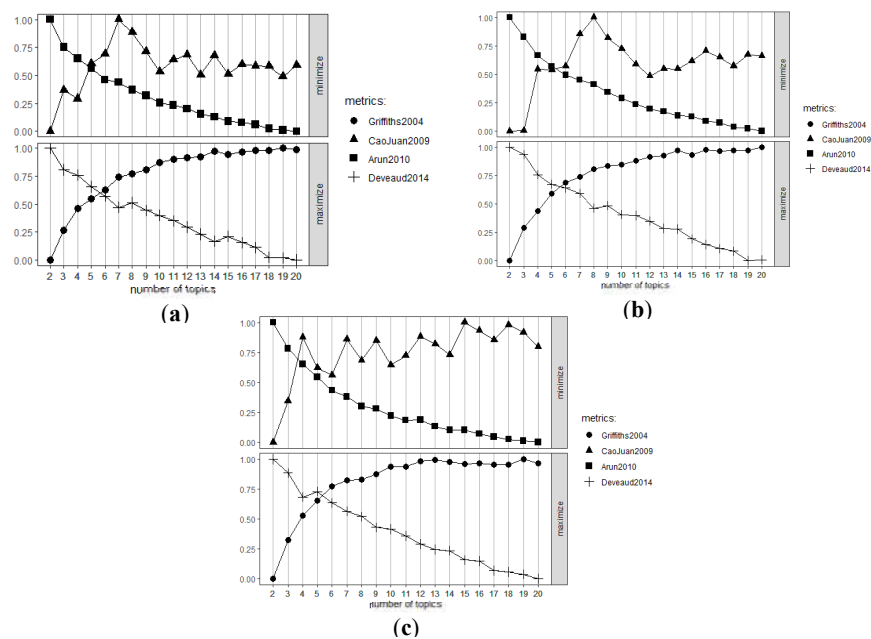 1.00
0.75
0.50
0.25
0.00
minimize
1.00
0.75
0.50
0.25
0.00
maximize
2 3 4 5 6 7 8 9 10 11 12 13 14 15 16 17 18 19 20
number of topics
metrics:
Griffiths2004
CaoJuan2009
Arun2010
Deveaud2014
(a)
1.00
0.75
0.50
0.25
0.00
minimize
1.00
0.75
0.50
0.25
0.00
maximize
2 3 4 5 6 7 8 9 10 11 12 13 14 15 16 17 18 19 20
number of topics
metrics:
Griffiths2004
CaoJuan2009
Arun2010
Deveaud2014
(b)
1.00
0.75
0.50
0.25
0.00
minimize
1.00
0.75
0.50
0.25
0.00
maximize
2 3 4 5 6 7 8 9 10 11 12 13 14 15 16 17 18 19 20
number of topics
metrics:
Griffiths2004
CaoJuan2009
Arun2010
Deveaud2014
(c)